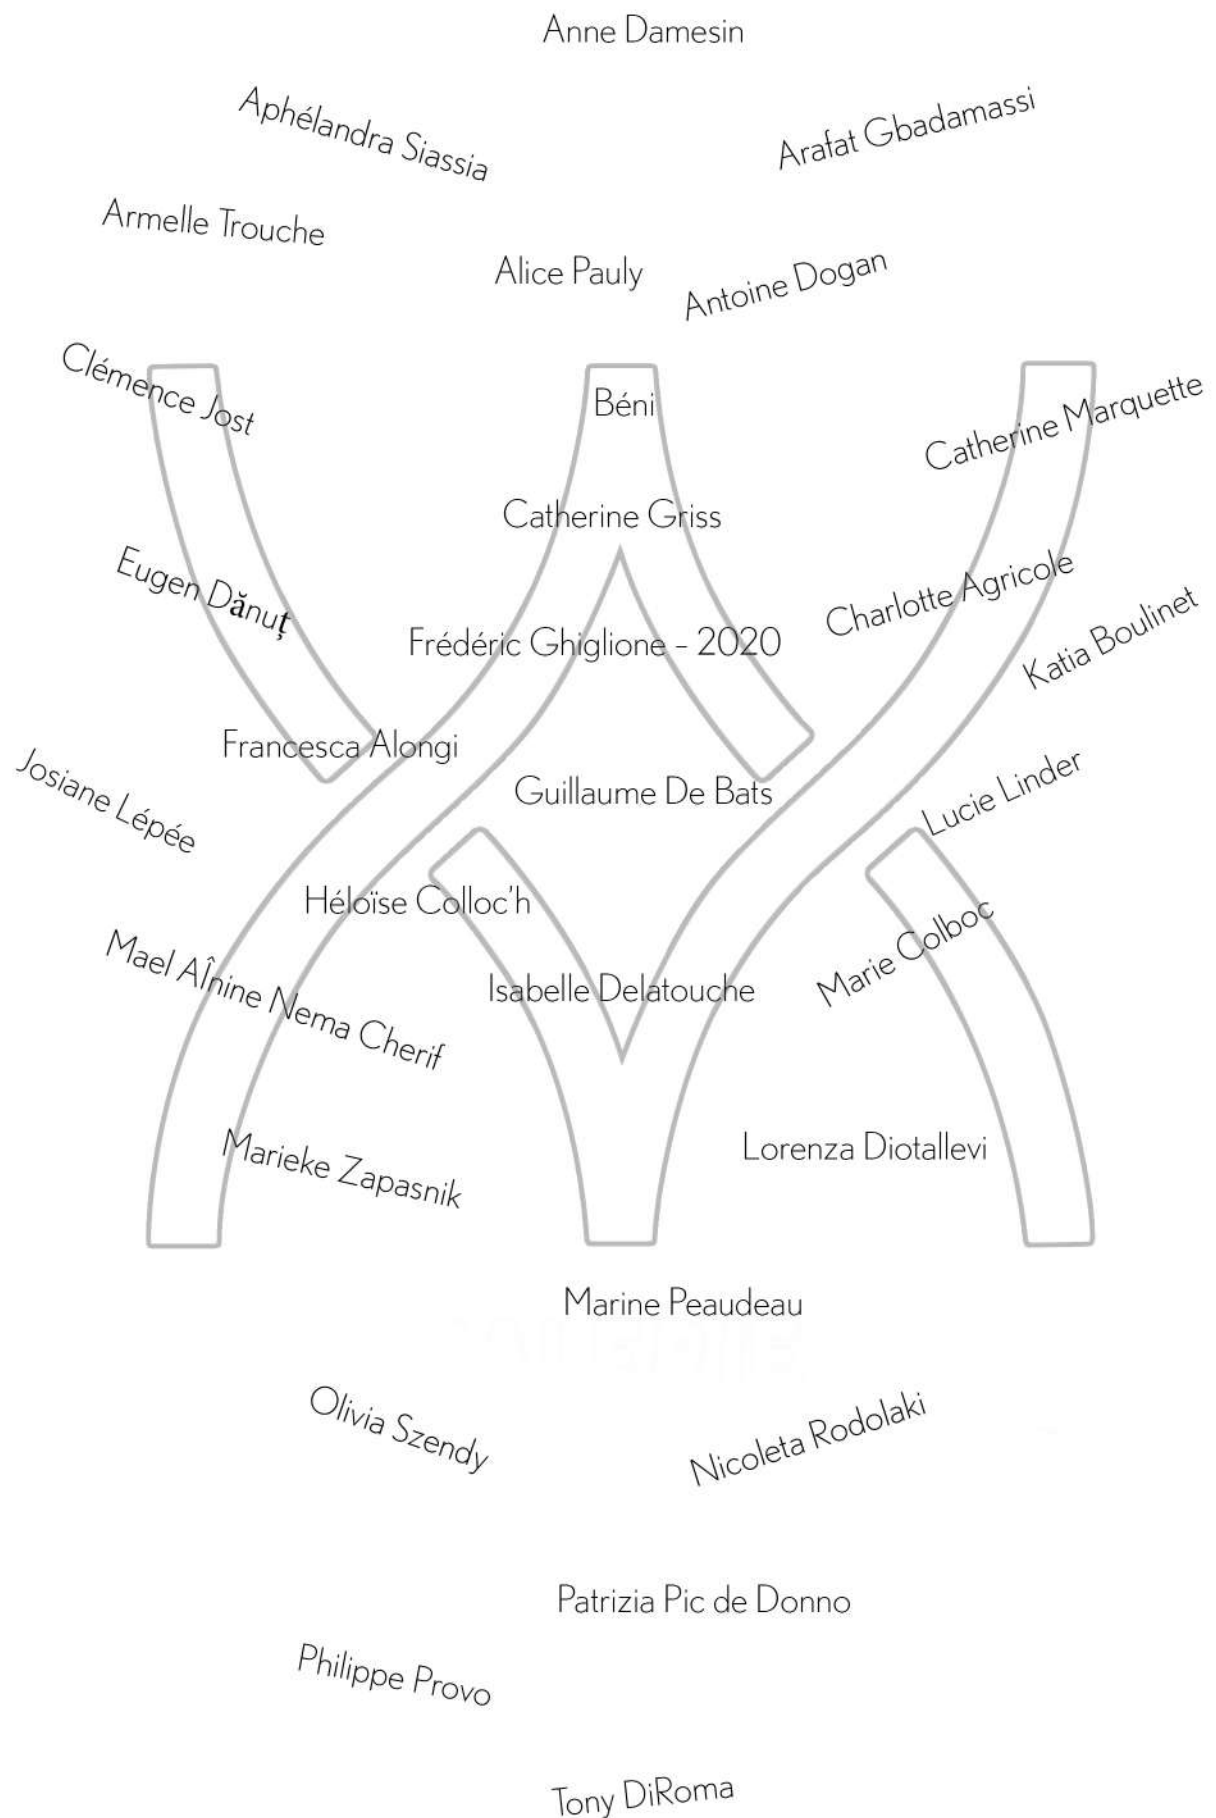 Anne Damesin
Aphélandra Siassia
Arafat Gbadamassi
Armelle Trouche
Alice Pauly
Antoine Dogan
Clémence Jost
Béni
Catherine Marquette
Catherine Griss
Eugen Dănuț
Charlotte Agricole
Frédéric Ghiglione – 2020
Katia Boulinet
Francesca Alongi
Josiane Lépée
Guillaume De Bats
Lucie Linder
Héloïse Colloc'h
Mael AÎnine Nema Cherif
Isabelle Delatouche
Marie Colboc
Marieke Zapasnik
Lorenza Diotallevi
Marine Peaudeau
Olivia Szendy
Nicoleta Rodolaki
Patrizia Pic de Donno
Philippe Provo
Tony DiRoma